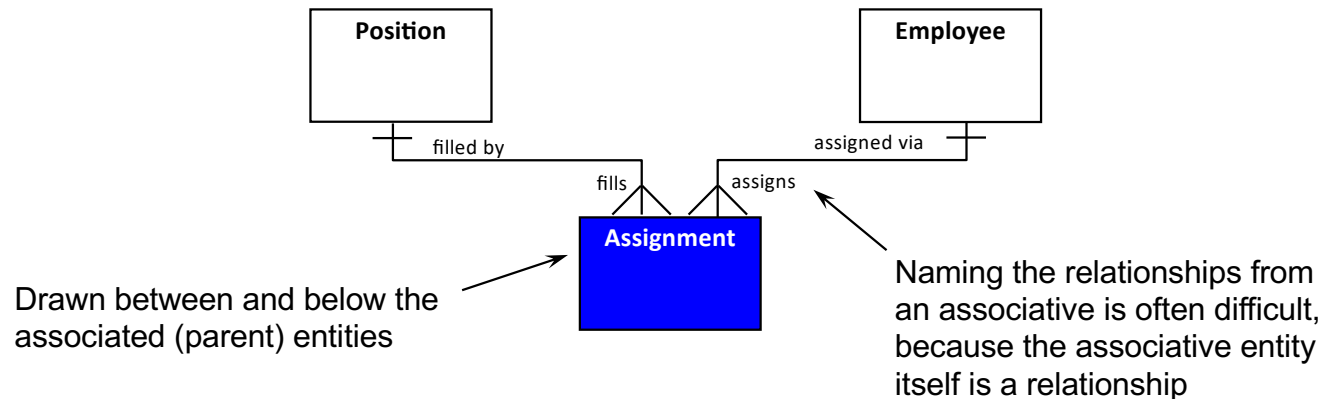 Position
Employee
filled by
assigned via
fills
assigns
Assignment
Drawn between and below the
associated (parent) entities
Naming the relationships from
an associative is often difficult,
because the associative entity
itself is a relationship